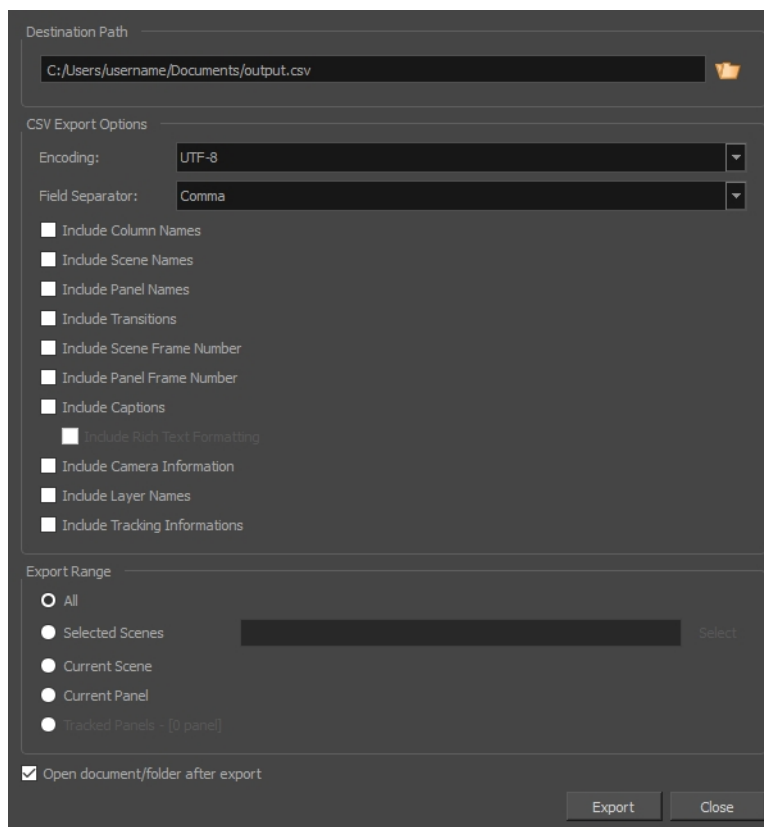 Destination Path
C:/Users/username/Documents/output.csv
CSV Export Options
Encoding: UTF-8
Field Separator: Comma
Include Column Names
Include Scene Names
Include Panel Names
Include Transitions
Include Scene Frame Number
Include Panel Frame Number
Include Captions
Include Rich Text Formatting
Include Camera Information
Include Layer Names
Include Tracking Informations
Export Range
All
Selected Scenes Select
Current Scene
Current Panel
Tracked Panels - [0 panel]
Open document/folder after export
Export Close